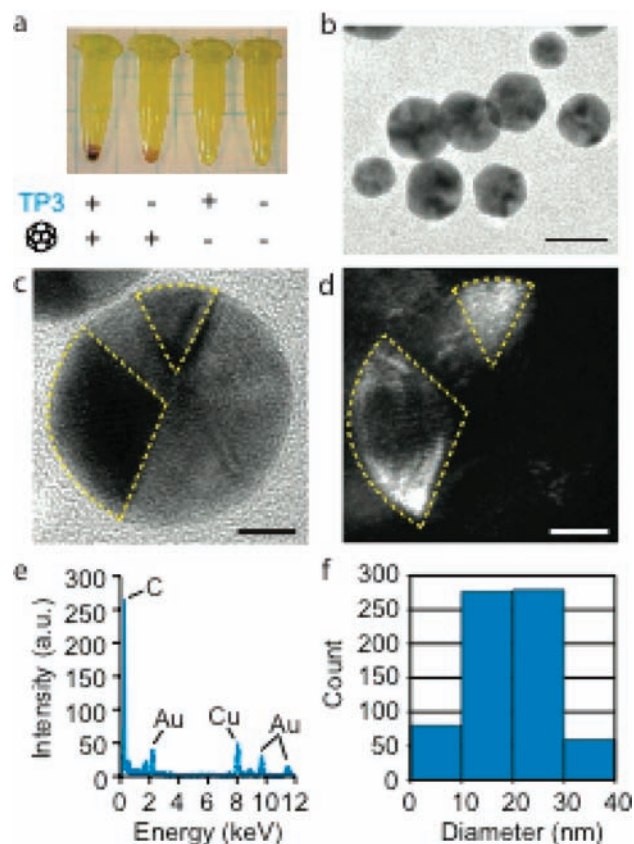 a
b
TP3 + - + -
+ + - -
c
d
e
f
300
250
200
150
100
50
0
Intensity (a.u.)
C
Au
Cu
Au
0 2 4 6 8 10 12
Energy (keV)
300
250
200
150
100
50
0
Count
0 10 20 30 40
Diameter (nm)